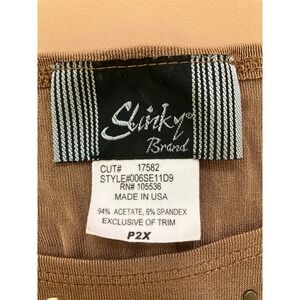 Slinky®
Brand
CUT# 17582
STYLE#006SE11D9
RN# 105536
MADE IN USA
94% ACETATE, 6% SPANDEX
EXCLUSIVE OF TRIM
P2X